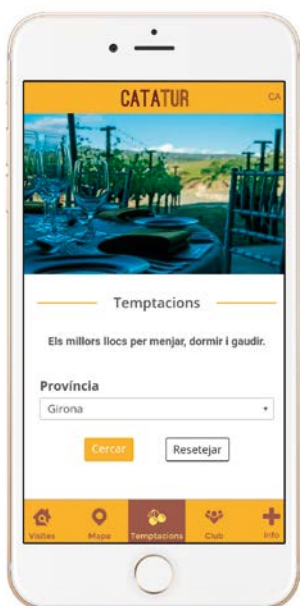 CATATUR
CA
Temptacions
Els millors llocs per menjar, dormir i gaudir.
Província
Girona
Cercar
Resetejar
Visites
Mapa
Temptacions
Club
Info